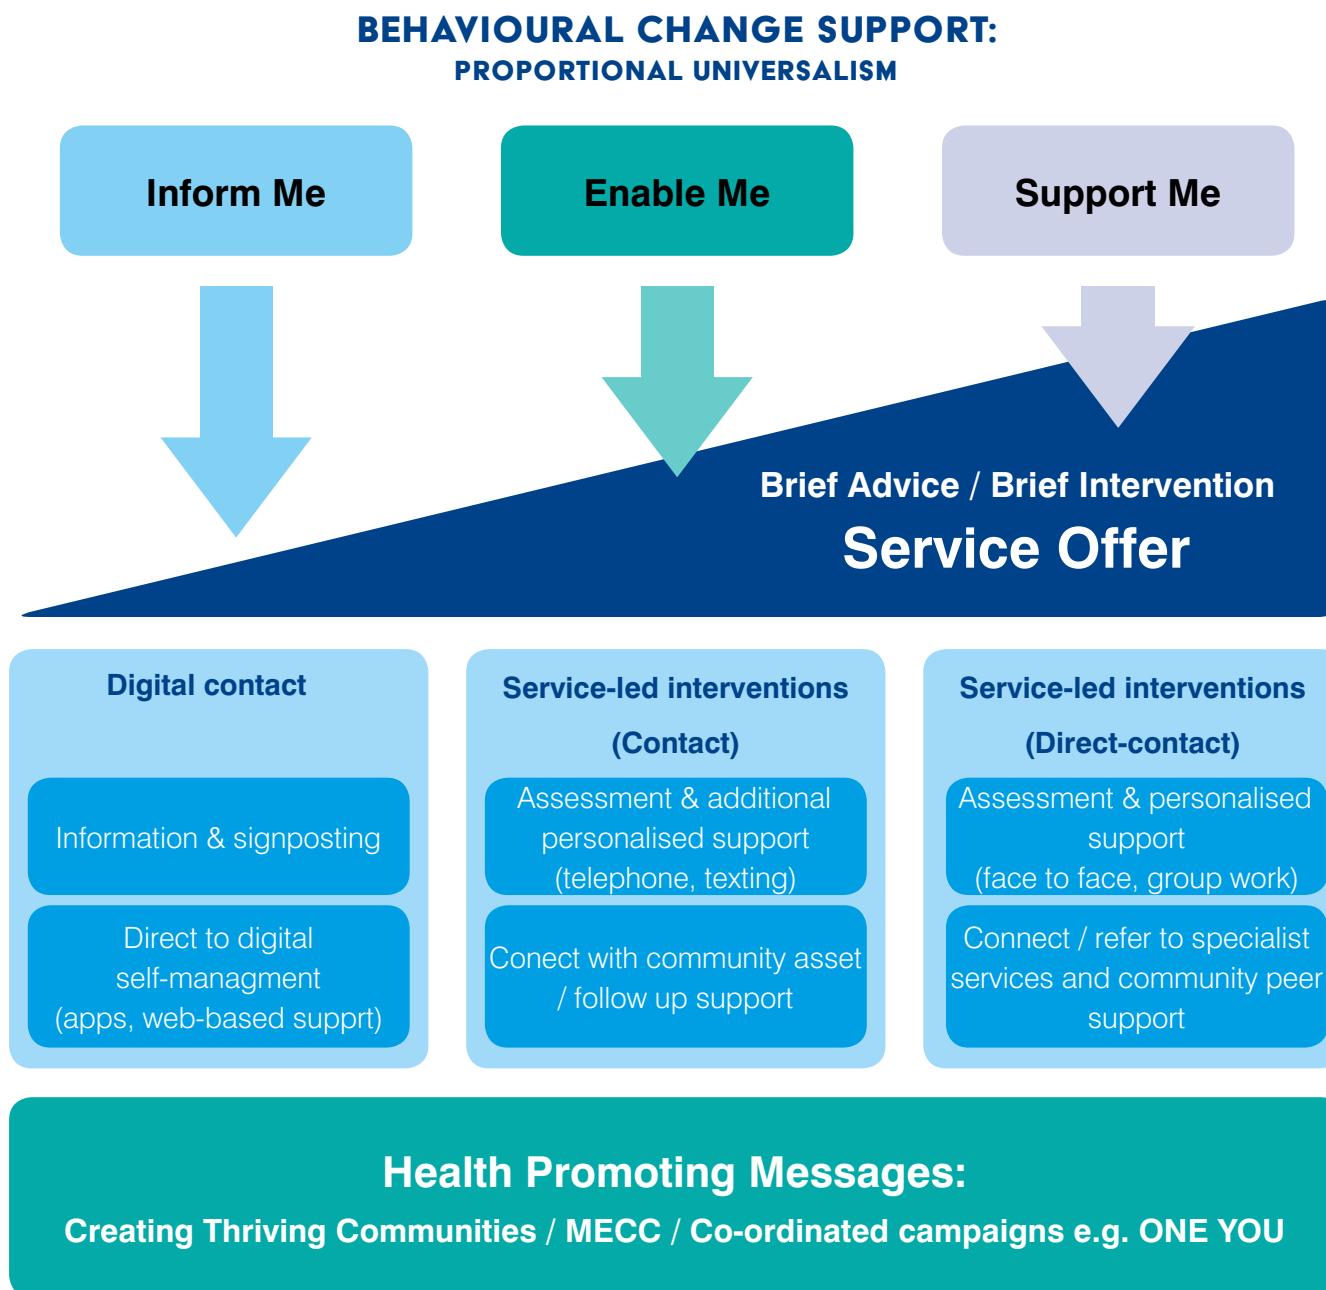 BEHAVIOURAL CHANGE SUPPORT:
PROPORTIONAL UNIVERSALISM
Inform Me
Enable Me
Support Me
Brief Advice / Brief Intervention
Service Offer
Digital contact
Information & signposting
Direct to digital
self-managment
(apps, web-based supprt)
Service-led interventions
(Contact)
Assessment & additional
personalised support
(telephone, texting)
Conect with community asset
/ follow up support
Service-led interventions
(Direct-contact)
Assessment & personalised
support
(face to face, group work)
Connect / refer to specialist
services and community peer
support
Health Promoting Messages:
Creating Thriving Communities / MECC / Co-ordinated campaigns e.g. ONE YOU